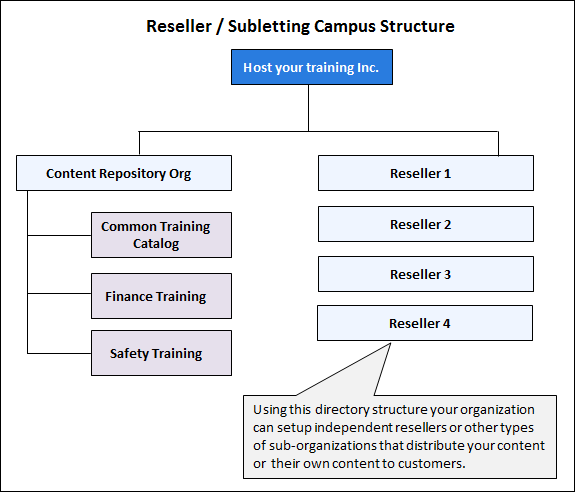 Reseller / Subletting Campus Structure
Host your training Inc.
Content Repository Org
Common Training
Catalog
Finance Training
Safety Training
Reseller 1
Reseller 2
Reseller 3
Reseller 4
Using this directory structure your organization
can setup independent resellers or other types
of sub-organizations that distribute your content
or their own content to customers.